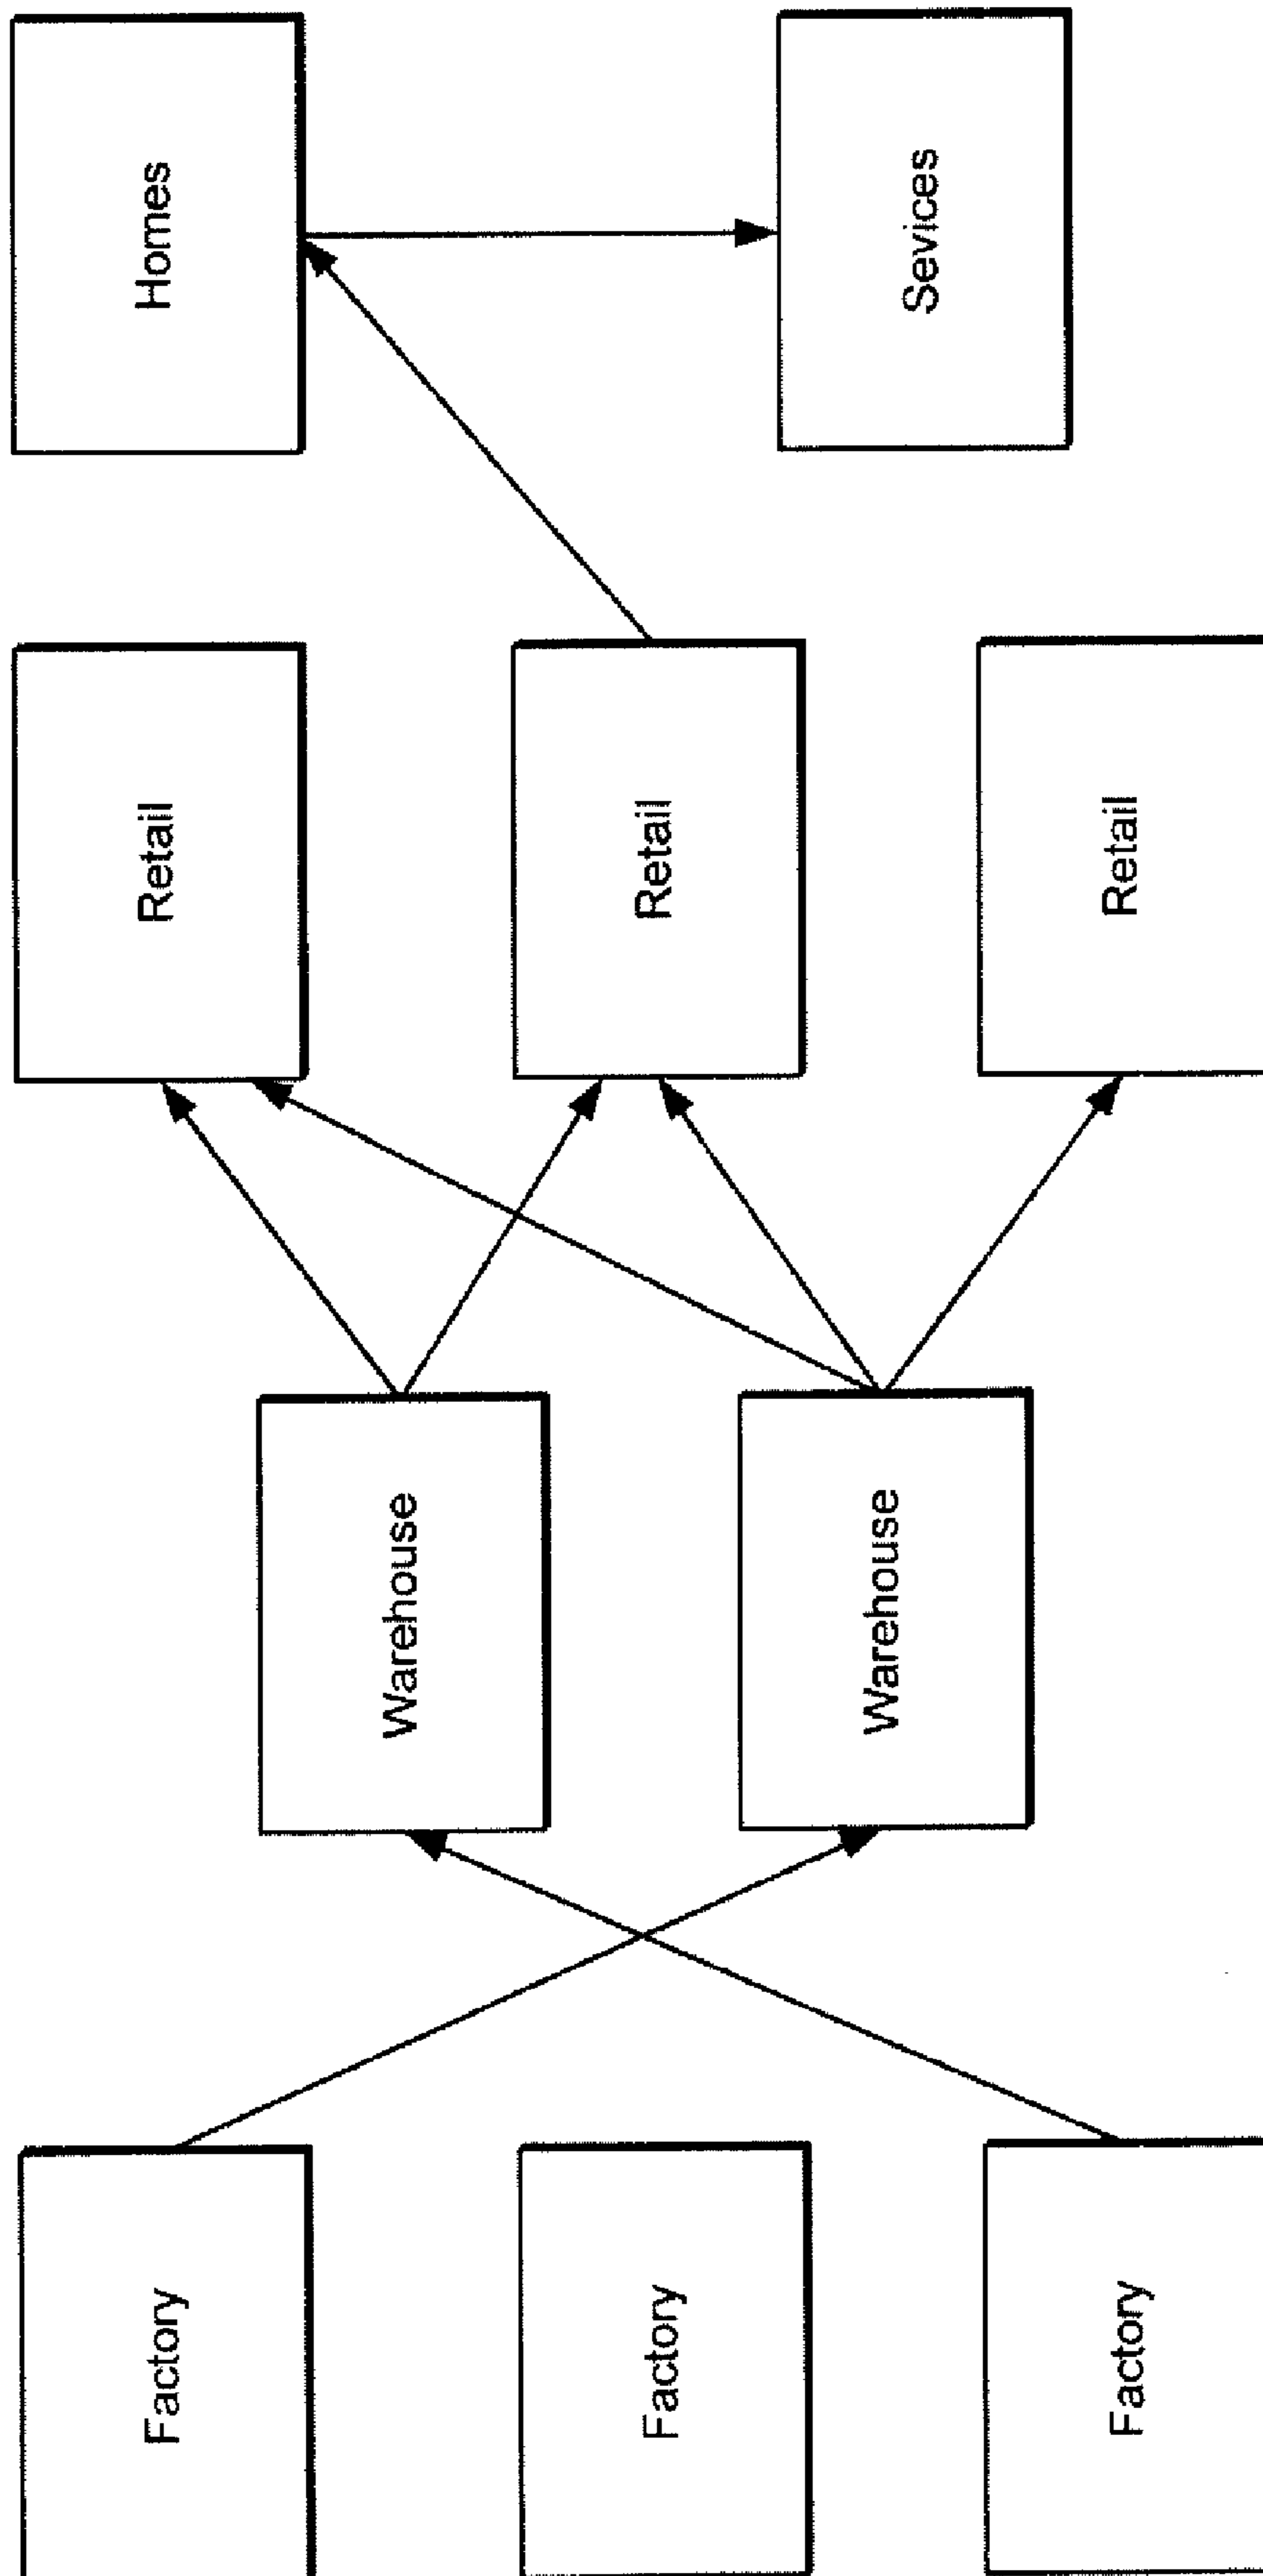 Factory
Retail
Homes
Warehouse
Factory
Retail
Warehouse
Sevices
Factory
Retail